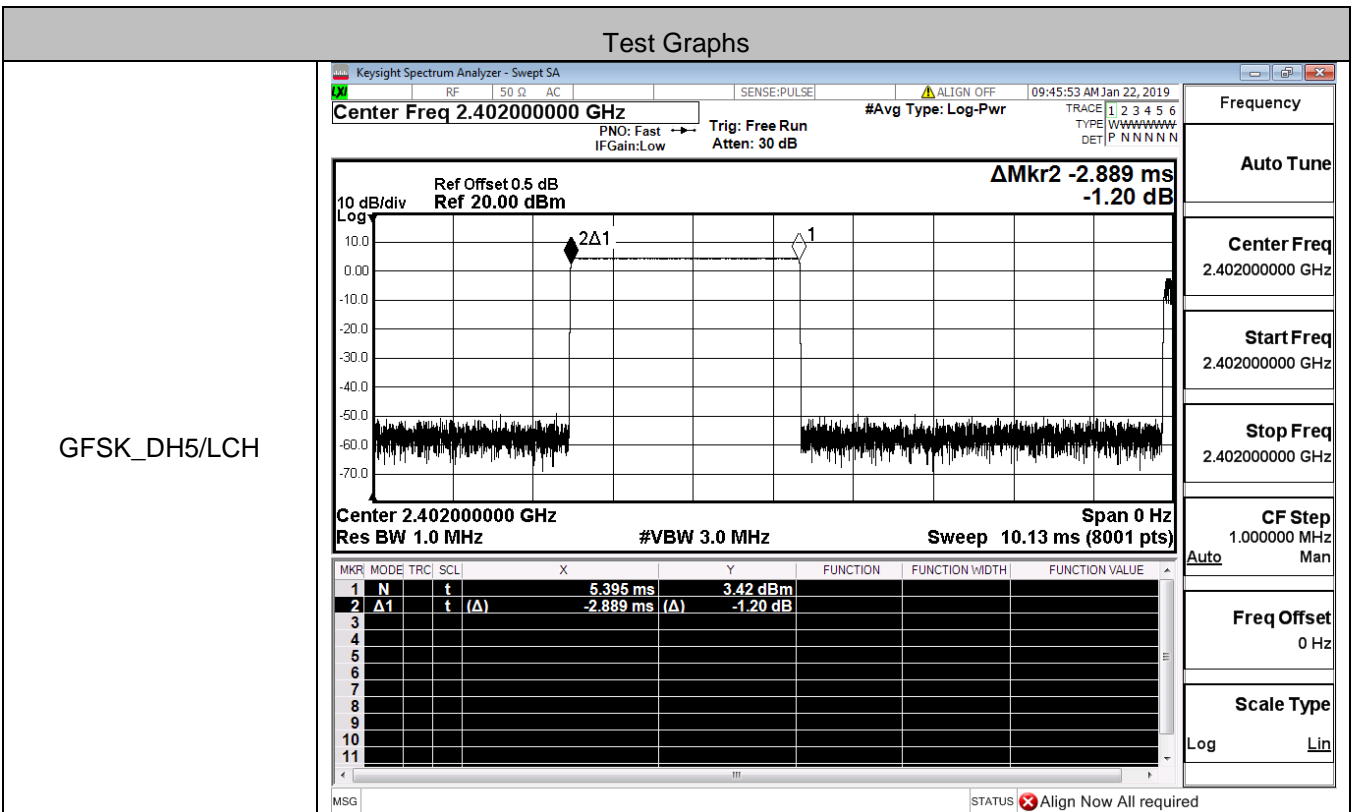 Test Graphs
GFSK_DH5/LCH
Keysight Spectrum Analyzer - Swept SA
LXI RF 50 Ω AC SENSE:PULSE ALIGN OFF 09:45:53 AM Jan 22, 2019
Center Freq 2.402000000 GHz #Avg Type: Log-Pwr TRACE 1 2 3 4 5 6
PNO: Fast Trig: Free Run TYPE WWWWWW
IFGain:Low Atten: 30 dB DET P N N N N N
ΔMkr2 -2.889 ms
-1.20 dB
Ref Offset 0.5 dB
10 dB/div Ref 20.00 dBm
Log
2Δ1 1
10.0
0.00
-10.0
-20.0
-30.0
-40.0
-50.0
-60.0
-70.0
Center 2.402000000 GHz Span 0 Hz
Res BW 1.0 MHz #VBW 3.0 MHz Sweep 10.13 ms (8001 pts)
MKR MODE TRC SCL X Y FUNCTION FUNCTION WIDTH FUNCTION VALUE
1 N t 5.395 ms 3.42 dBm
2 Δ1 t (Δ) -2.889 ms (Δ) -1.20 dB
3
4
5
6
7
8
9
10
11
MSG STATUS Align Now All required
Frequency
Auto Tune
Center Freq
2.402000000 GHz
Start Freq
2.402000000 GHz
Stop Freq
2.402000000 GHz
CF Step
1.000000 MHz
Auto Man
Freq Offset
0 Hz
Scale Type
Log Lin